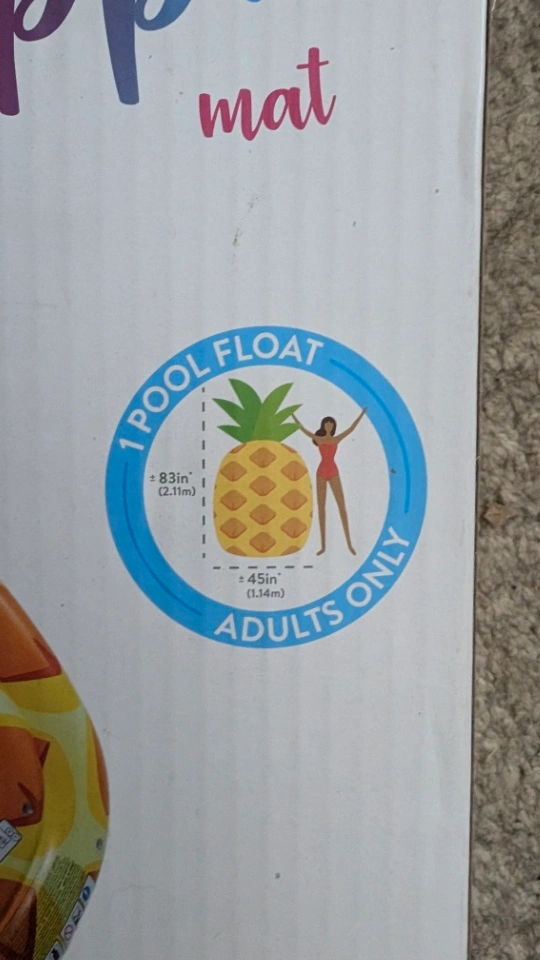 mat
1 POOL FLOAT
± 83in*
(2.11m)
± 45in*
(1.14m)
ADULTS ONLY